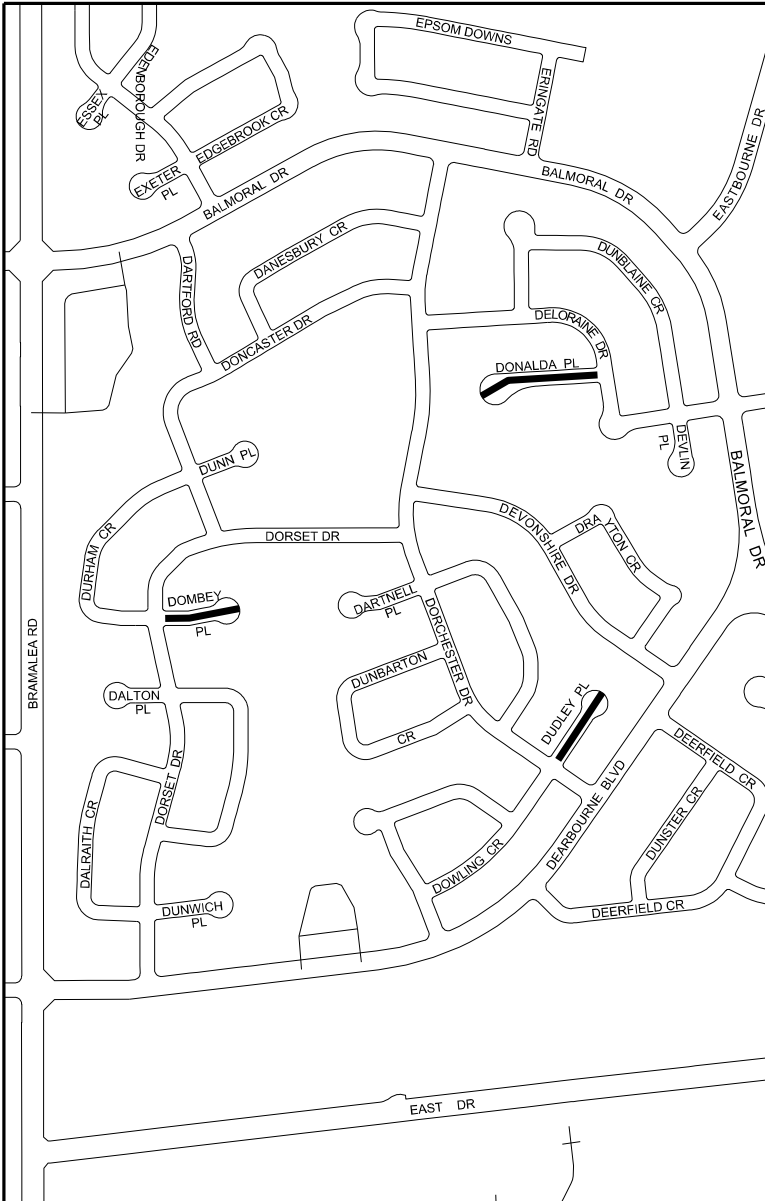 EPSOM DOWNS
EDENBOROUGH DR
ERINGATE RD
ESSEX
PL
EDGEBROOK CR
EASTBOURNE DR
EXETER
PL
BALMORAL DR
BALMORAL DR
DANESBURY CR
DUNBLAINE CR
DARTFORD RD
DELORAINE DR
DONCASTER DR
DONALDA PL
DUNN PL
DEVLIN
PL
BALMORAL DR
DEVONSHIRE DR
DRA
YTON CR
DORSET DR
DURHAM CR
DOMBEY
PL
DARTNELL
PL
DORCHESTER DR
BRAMALEA RD
DUNBARTON
CR
DALTON
PL
DUDLEY PL
DEERFIELD CR
DORSET DR
DEARBOURNE BLVD
DUNSTER CR
DALRAITH CR
DOWLING CR
DUNWICH
PL
DEERFIELD CR
EAST DR